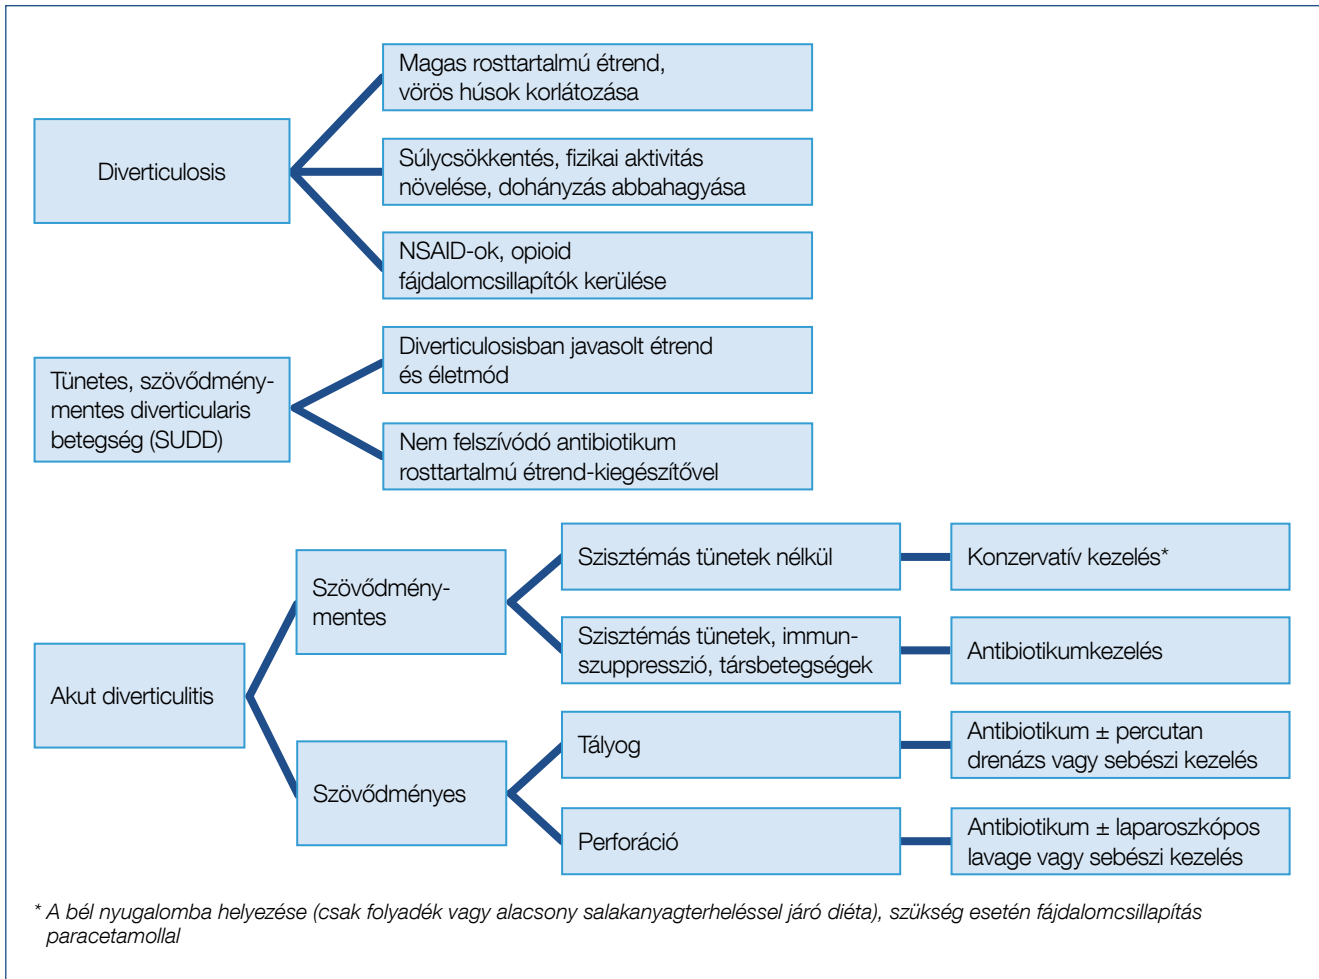 Diverticulosis
Magas rosttartalmú étrend,
vörös húsok korlátozása
Súlycsökkentés, fizikai aktivitás
növelése, dohányzás abbahagyása
NSAID-ok, opioid
fájdalomcsillapítók kerülése
Tünetes, szövődmény-
mentes diverticularis
betegség (SUDD)
Diverticulosisban javasolt étrend
és életmód
Nem felszívódó antibiotikum
rosttartalmú étrend-kiegészítővel
Akut diverticulitis
Szövődmény-
mentes
Szisztémás tünetek nélkül
Konzervatív kezelés*
Szisztémás tünetek, immun-
szuppresszió, társbetegségek
Antibiotikumkezelés
Szövődményes
Tályog
Antibiotikum ± percutan
drenázs vagy sebészi kezelés
Perforáció
Antibiotikum ± laparoszkópos
lavage vagy sebészi kezelés
* A bél nyugalomba helyezése (csak folyadék vagy alacsony salakanyagterheléssel járó diéta), szükség esetén fájdalomcsillapítás
paracetamollal